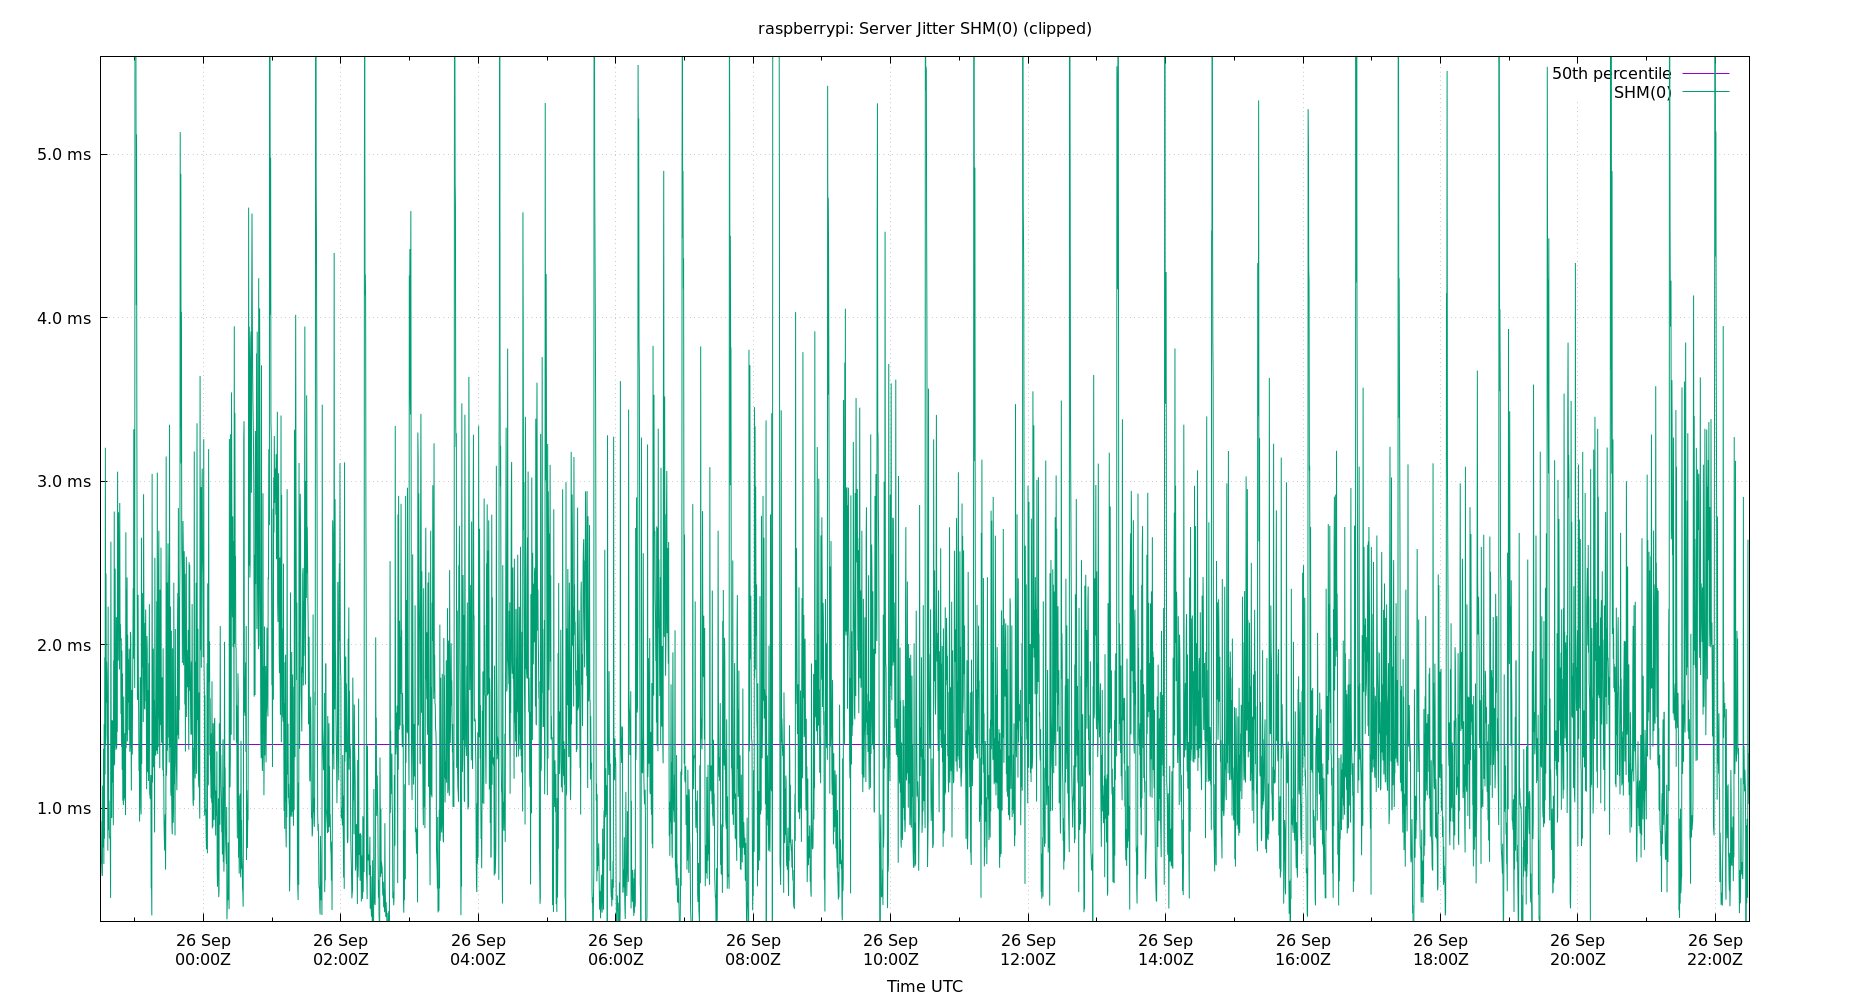 raspberrypi: Server Jitter SHM(0) (clipped)
50th percentile
SHM(0)
5.0 ms
4.0 ms
3.0 ms
2.0 ms
1.0 ms
26 Sep 26 Sep 26 Sep 26 Sep 26 Sep 26 Sep 26 Sep 26 Sep 26 Sep 26 Sep 26 Sep 26 Sep
00:00Z 02:00Z 04:00Z 06:00Z 08:00Z 10:00Z 12:00Z 14:00Z 16:00Z 18:00Z 20:00Z 22:00Z
Time UTC